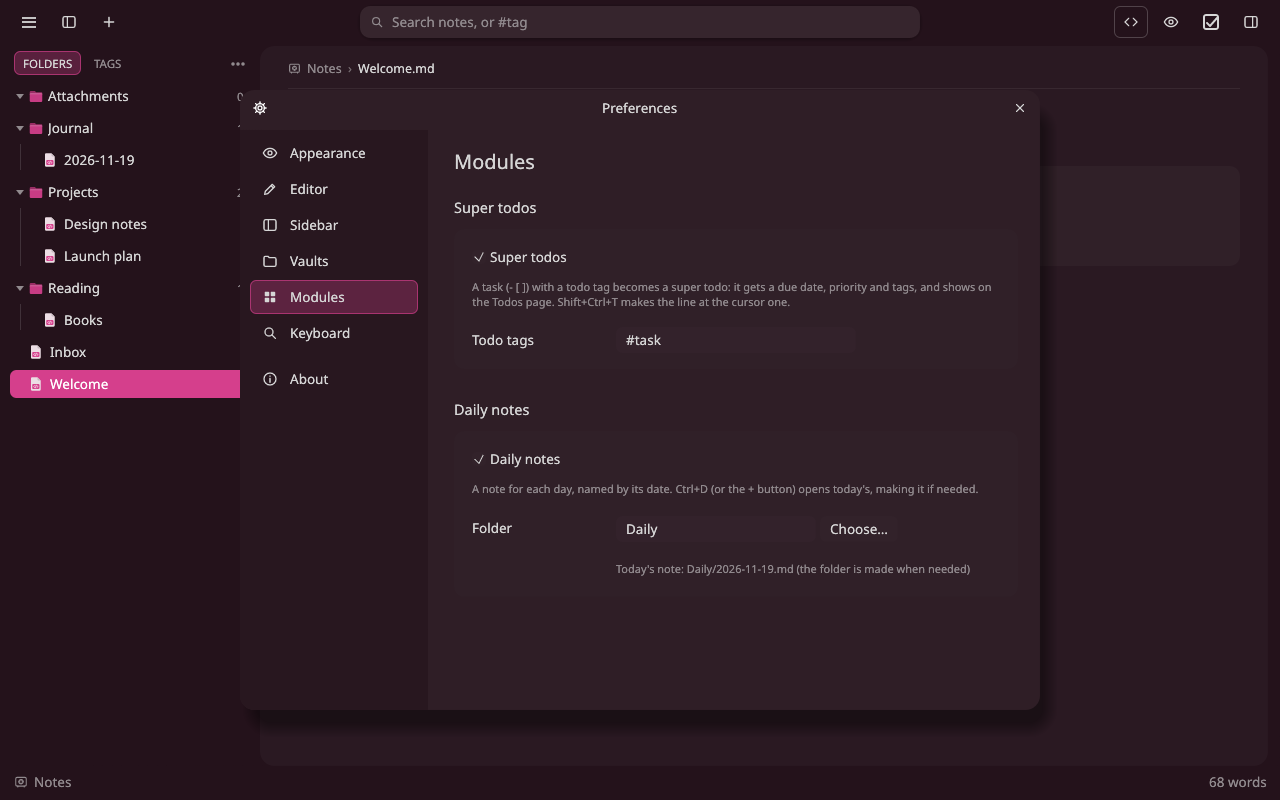 Search notes, or #tag
FOLDERS
TAGS
Attachments
Journal
2026-11-19
Projects
Design notes
Launch plan
Reading
Books
Inbox
Welcome
Notes › Welcome.md
Preferences
Appearance
Editor
Sidebar
Vaults
Modules
Keyboard
About
Modules
Super todos
Super todos
A task (- [ ]) with a todo tag becomes a super todo: it gets a due date, priority and tags, and shows on
the Todos page. Shift+Ctrl+T makes the line at the cursor one.
Todo tags
#task
Daily notes
Daily notes
A note for each day, named by its date. Ctrl+D (or the + button) opens today's, making it if needed.
Folder
Daily
Choose...
Today's note: Daily/2026-11-19.md (the folder is made when needed)
Notes
68 words